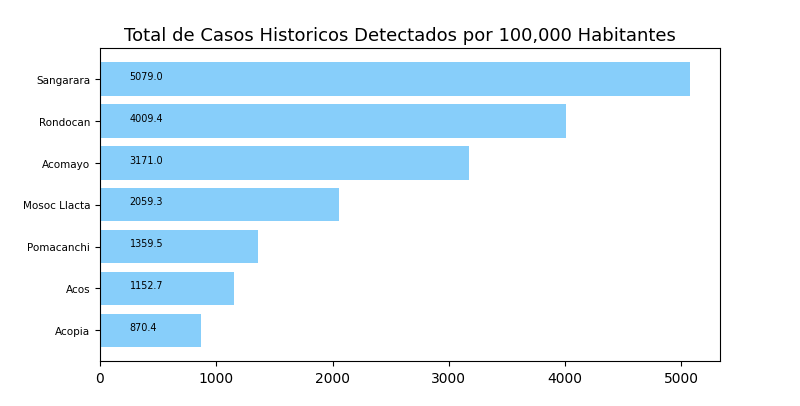 Total de Casos Historicos Detectados por 100,000 Habitantes
Sangarara 5079.0
Rondocan 4009.4
Acomayo 3171.0
Mosoc Llacta 2059.3
Pomacanchi 1359.5
Acos 1152.7
Acopia 870.4
0 1000 2000 3000 4000 5000